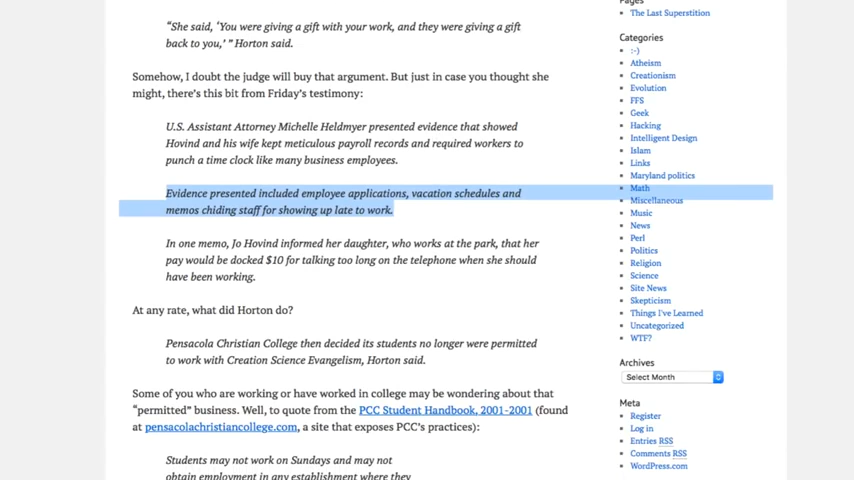 “She said, ‘You were giving a gift with your work, and they were giving a gift
back to you,’ ” Horton said.
Somehow, I doubt the judge will buy that argument. But just in case you thought she
might, there’s this bit from Friday’s testimony:
U.S. Assistant Attorney Michelle Heldmyer presented evidence that showed
Hovind and his wife kept meticulous payroll records and required workers to
punch a time clock like many business employees.
Evidence presented included employee applications, vacation schedules and
memos chiding staff for showing up late to work.
In one memo, Jo Hovind informed her daughter, who works at the park, that her
pay would be docked $10 for talking too long on the telephone when she should
have been working.
At any rate, what did Horton do?
Pensacola Christian College then decided its students no longer were permitted
to work with Creation Science Evangelism, Horton said.
Some of you who are working or have worked in college may be wondering about that
“permitted” business. Well, to quote from the PCC Student Handbook, 2001-2001 (found
at pensacolachristiancollege.com, a site that exposes PCC’s practices):
Students may not work on Sundays and may not
obtain employment in any establishment where they
Pages
The Last Superstition
Categories
:-)
Atheism
Creationism
Evolution
FFS
Geek
Hacking
Intelligent Design
Islam
Links
Maryland politics
Math
Miscellaneous
Music
News
Perl
Politics
Religion
Science
Site News
Skepticism
Things I've Learned
Uncategorized
WTF?
Archives
Select Month
Meta
Register
Log in
Entries RSS
Comments RSS
WordPress.com